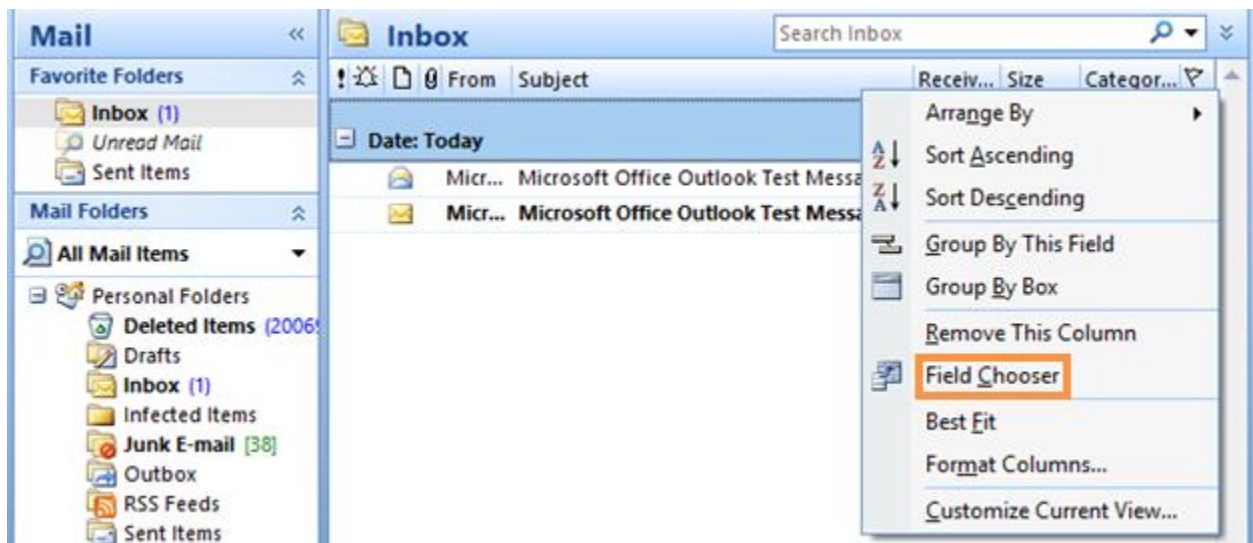 Mail «
Favorite Folders
Inbox (1)
Unread Mail
Sent Items
Mail Folders
All Mail Items
Personal Folders
Deleted Items (20069
Drafts
Inbox (1)
Infected Items
Junk E-mail [38]
Outbox
RSS Feeds
Sent Items
Inbox
Search Inbox
! From Subject Receiv... Size Categor...
Date: Today
Micr... Microsoft Office Outlook Test Messa
Micr... Microsoft Office Outlook Test Messa
Arrange By
Sort Ascending
Sort Descending
Group By This Field
Group By Box
Remove This Column
Field Chooser
Best Fit
Format Columns...
Customize Current View...